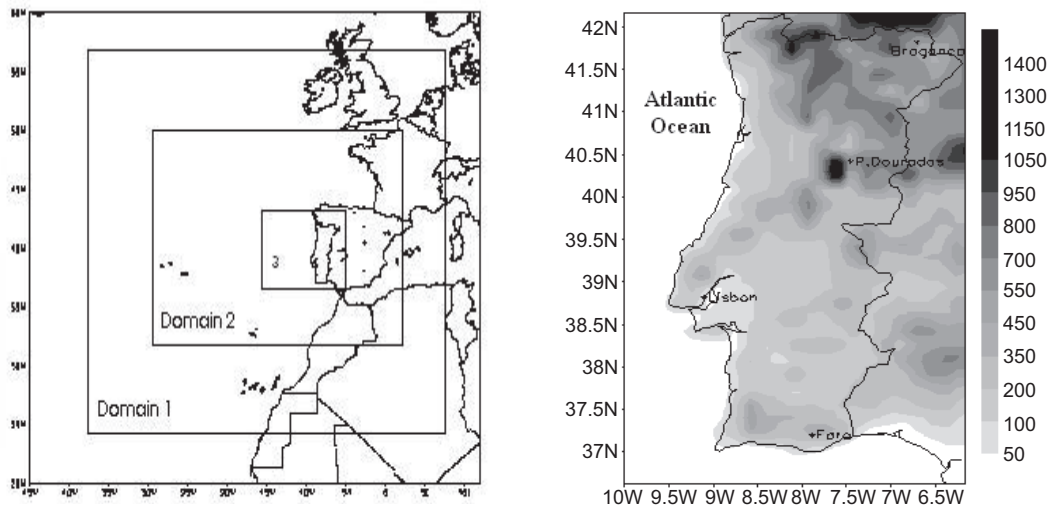 Domain 1
Domain 2
3
42N
41.5N
41N
40.5N
40N
39.5N
39N
38.5N
38N
37.5N
37N
10W 9.5W 9W 8.5W 8W 7.5W 7W 6.5W
Atlantic
Ocean
Bragança
P.Douradas
Lisbon
Faro
1400
1300
1150
1050
950
800
700
550
450
350
200
100
50